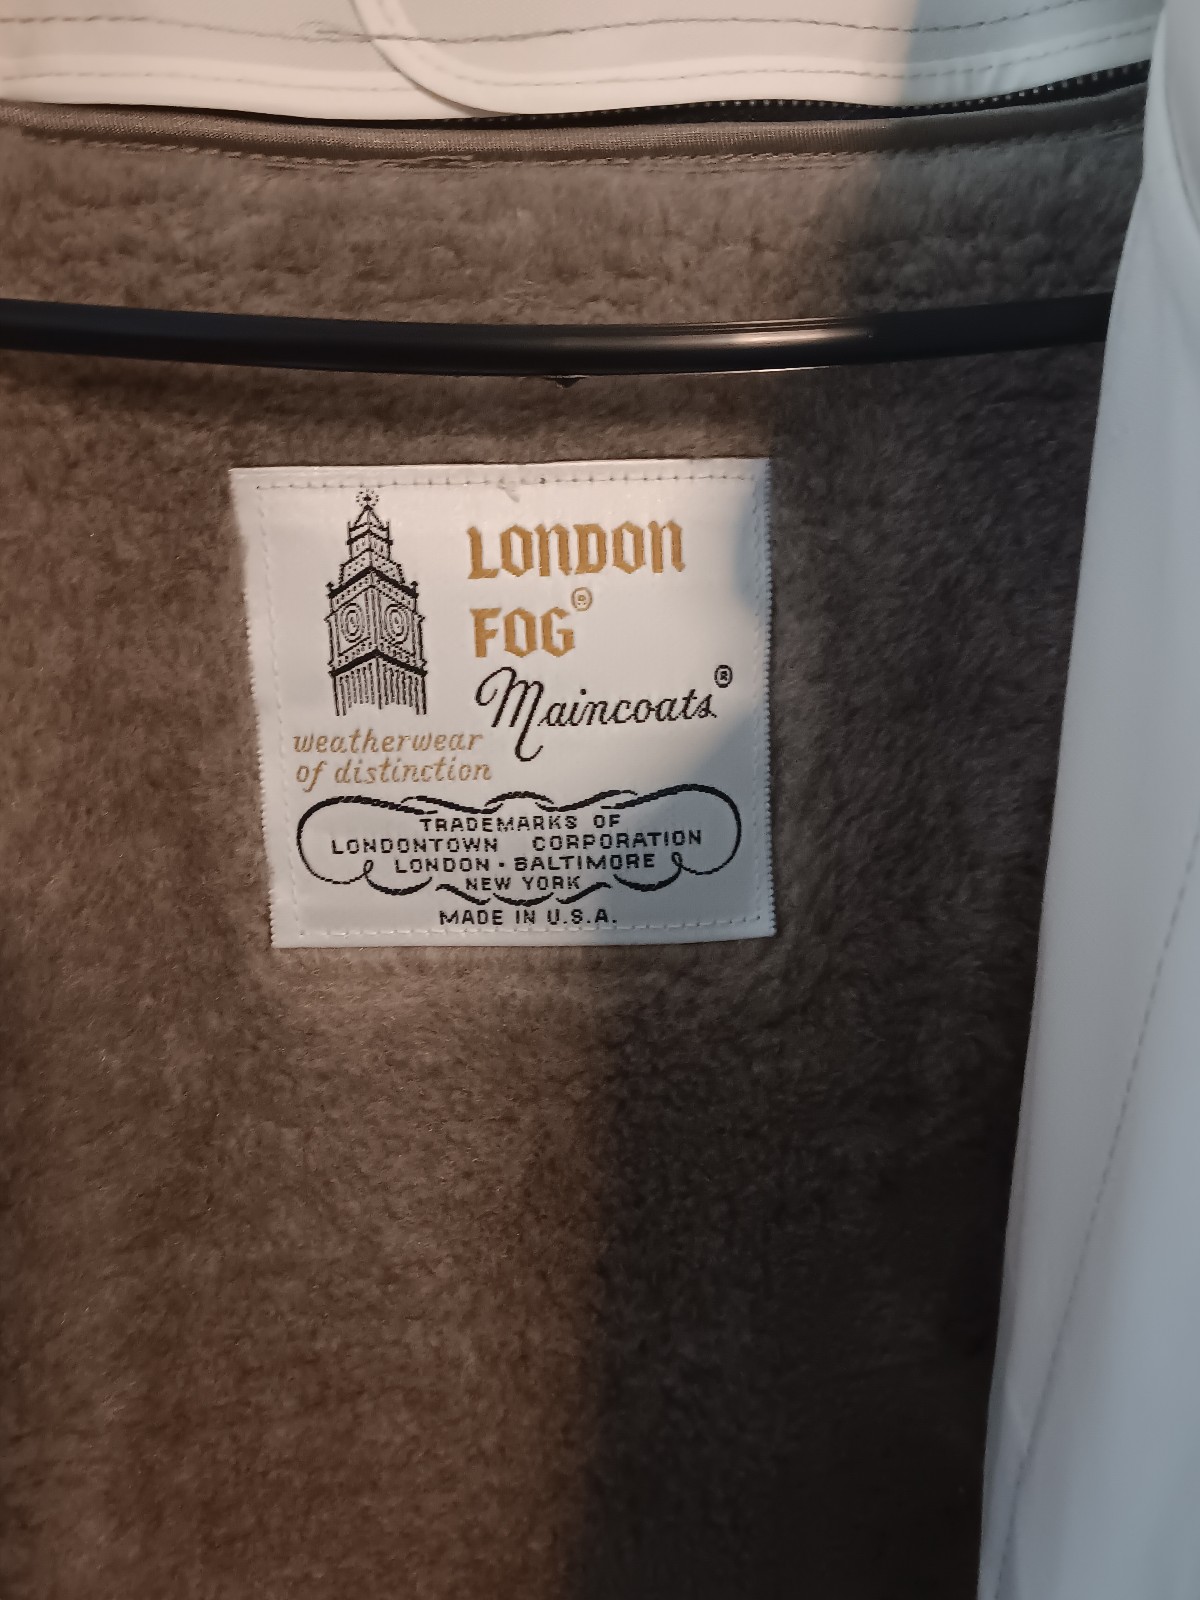 LONDON
FOG®
Maincoats®
weatherwear
of distinction
TRADEMARKS OF
LONDONTOWN CORPORATION
LONDON · BALTIMORE
NEW YORK
MADE IN U.S.A.